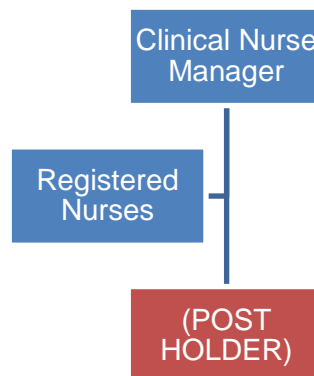 Clinical Nurse
Manager
Registered
Nurses
(POST
HOLDER)